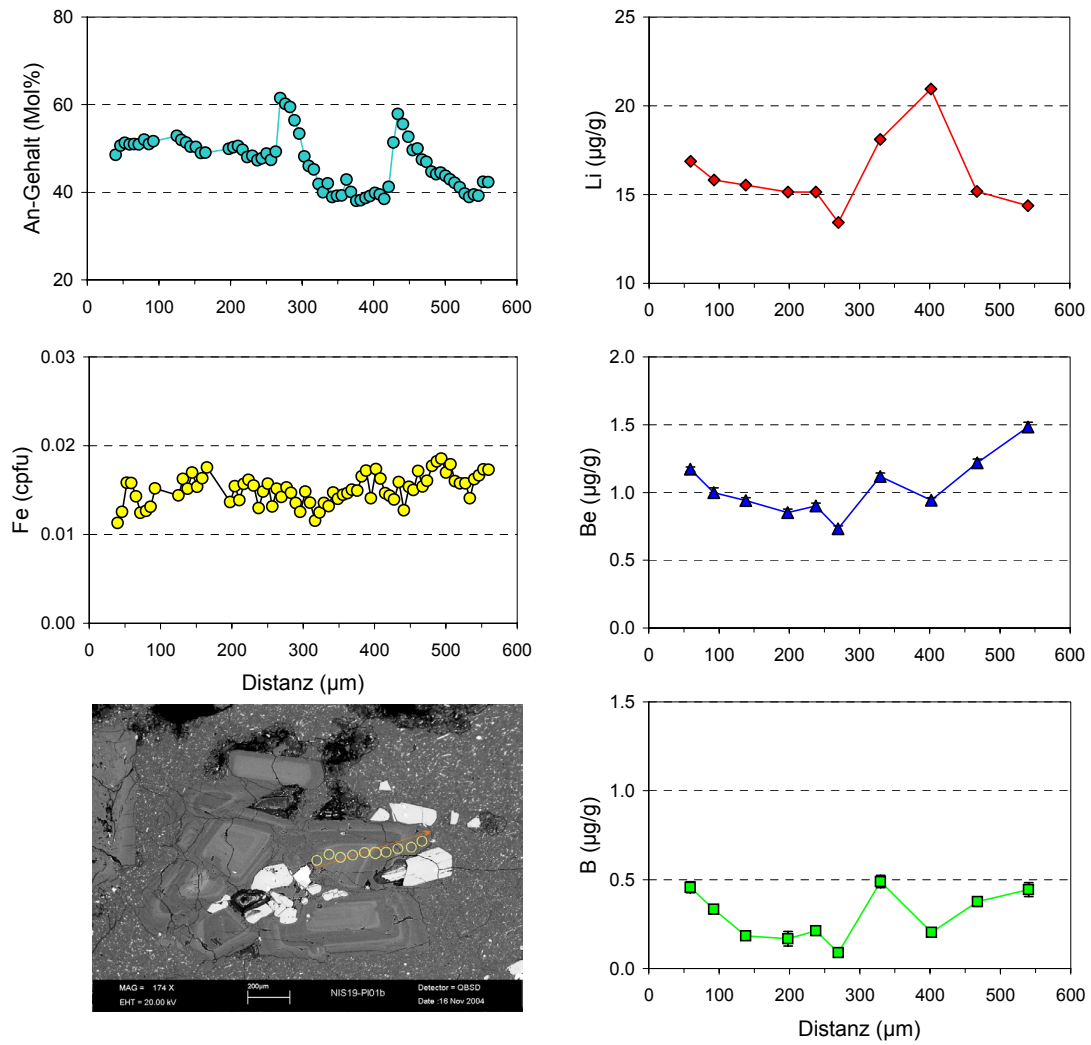 80
60
40
20
An-Gehalt (Mol%)
0 100 200 300 400 500 600
25
20
15
10
Li (µg/g)
0 100 200 300 400 500 600
0.03
0.02
0.01
0.00
Fe (cpfu)
0 100 200 300 400 500 600
Distanz (µm)
2.0
1.5
1.0
0.5
0.0
Be (µg/g)
0 100 200 300 400 500 600
MAG = 174 X
EHT = 20.00 kV
200µm
NIS19-Pl01b
Detector = QBSD
Date :16 Nov 2004
1.5
1.0
0.5
0.0
B (µg/g)
0 100 200 300 400 500 600
Distanz (µm)